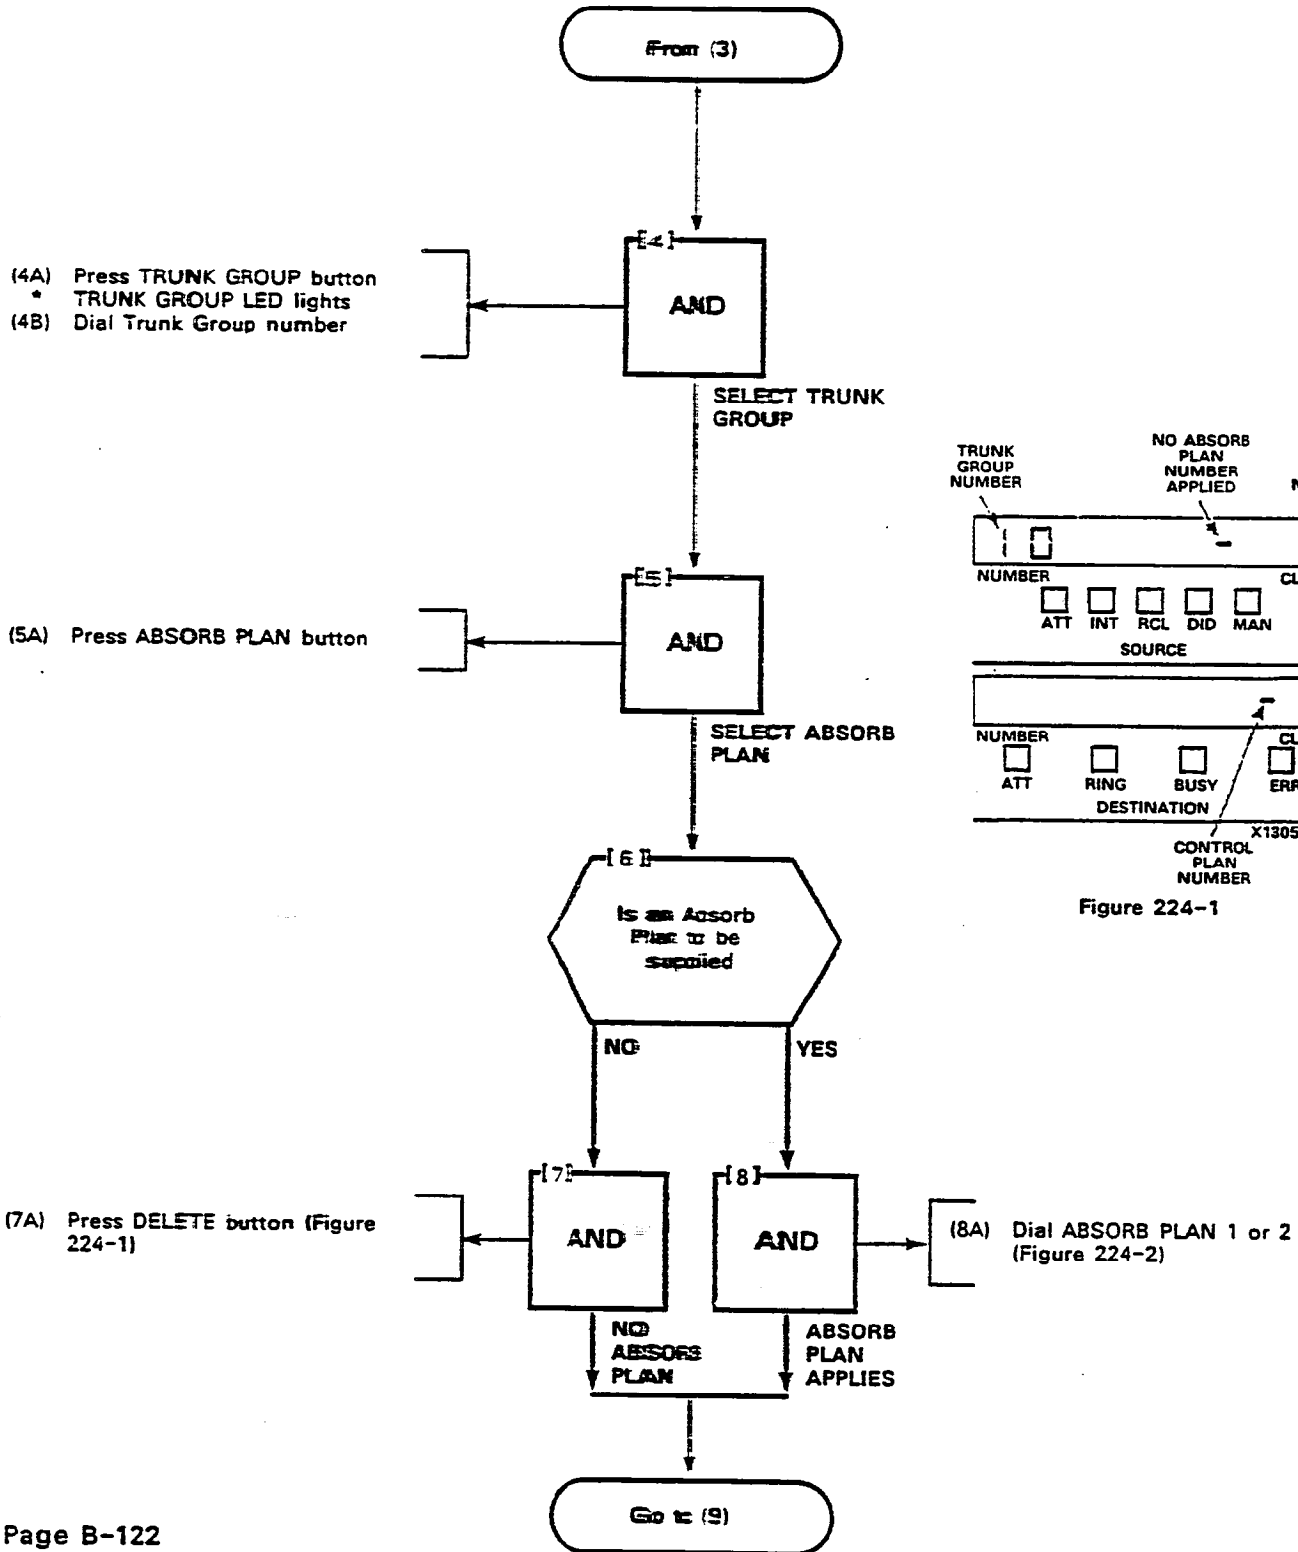 From (3)
[4]
(4A) Press TRUNK GROUP button
* TRUNK GROUP LED lights
(4B) Dial Trunk Group number
AND
SELECT TRUNK
GROUP
TRUNK
GROUP
NUMBER
NO ABSORB
PLAN
NUMBER
APPLIED
NUMBER
ATT INT RCL DID MAN
SOURCE
NUMBER
ATT RING BUSY ERR
DESTINATION
X1305
CONTROL
PLAN
NUMBER
Figure 224-1
[5]
(5A) Press ABSORB PLAN button
AND
SELECT ABSORB
PLAN
[6]
Is an Absorb
Plan to be
supplied
NO
YES
[7]
[8]
(7A) Press DELETE button (Figure
224-1)
AND
AND
(8A) Dial ABSORB PLAN 1 or 2
(Figure 224-2)
NO
ABSORB
PLAN
ABSORB
PLAN
APPLIES
Go to (9)
Page B-122